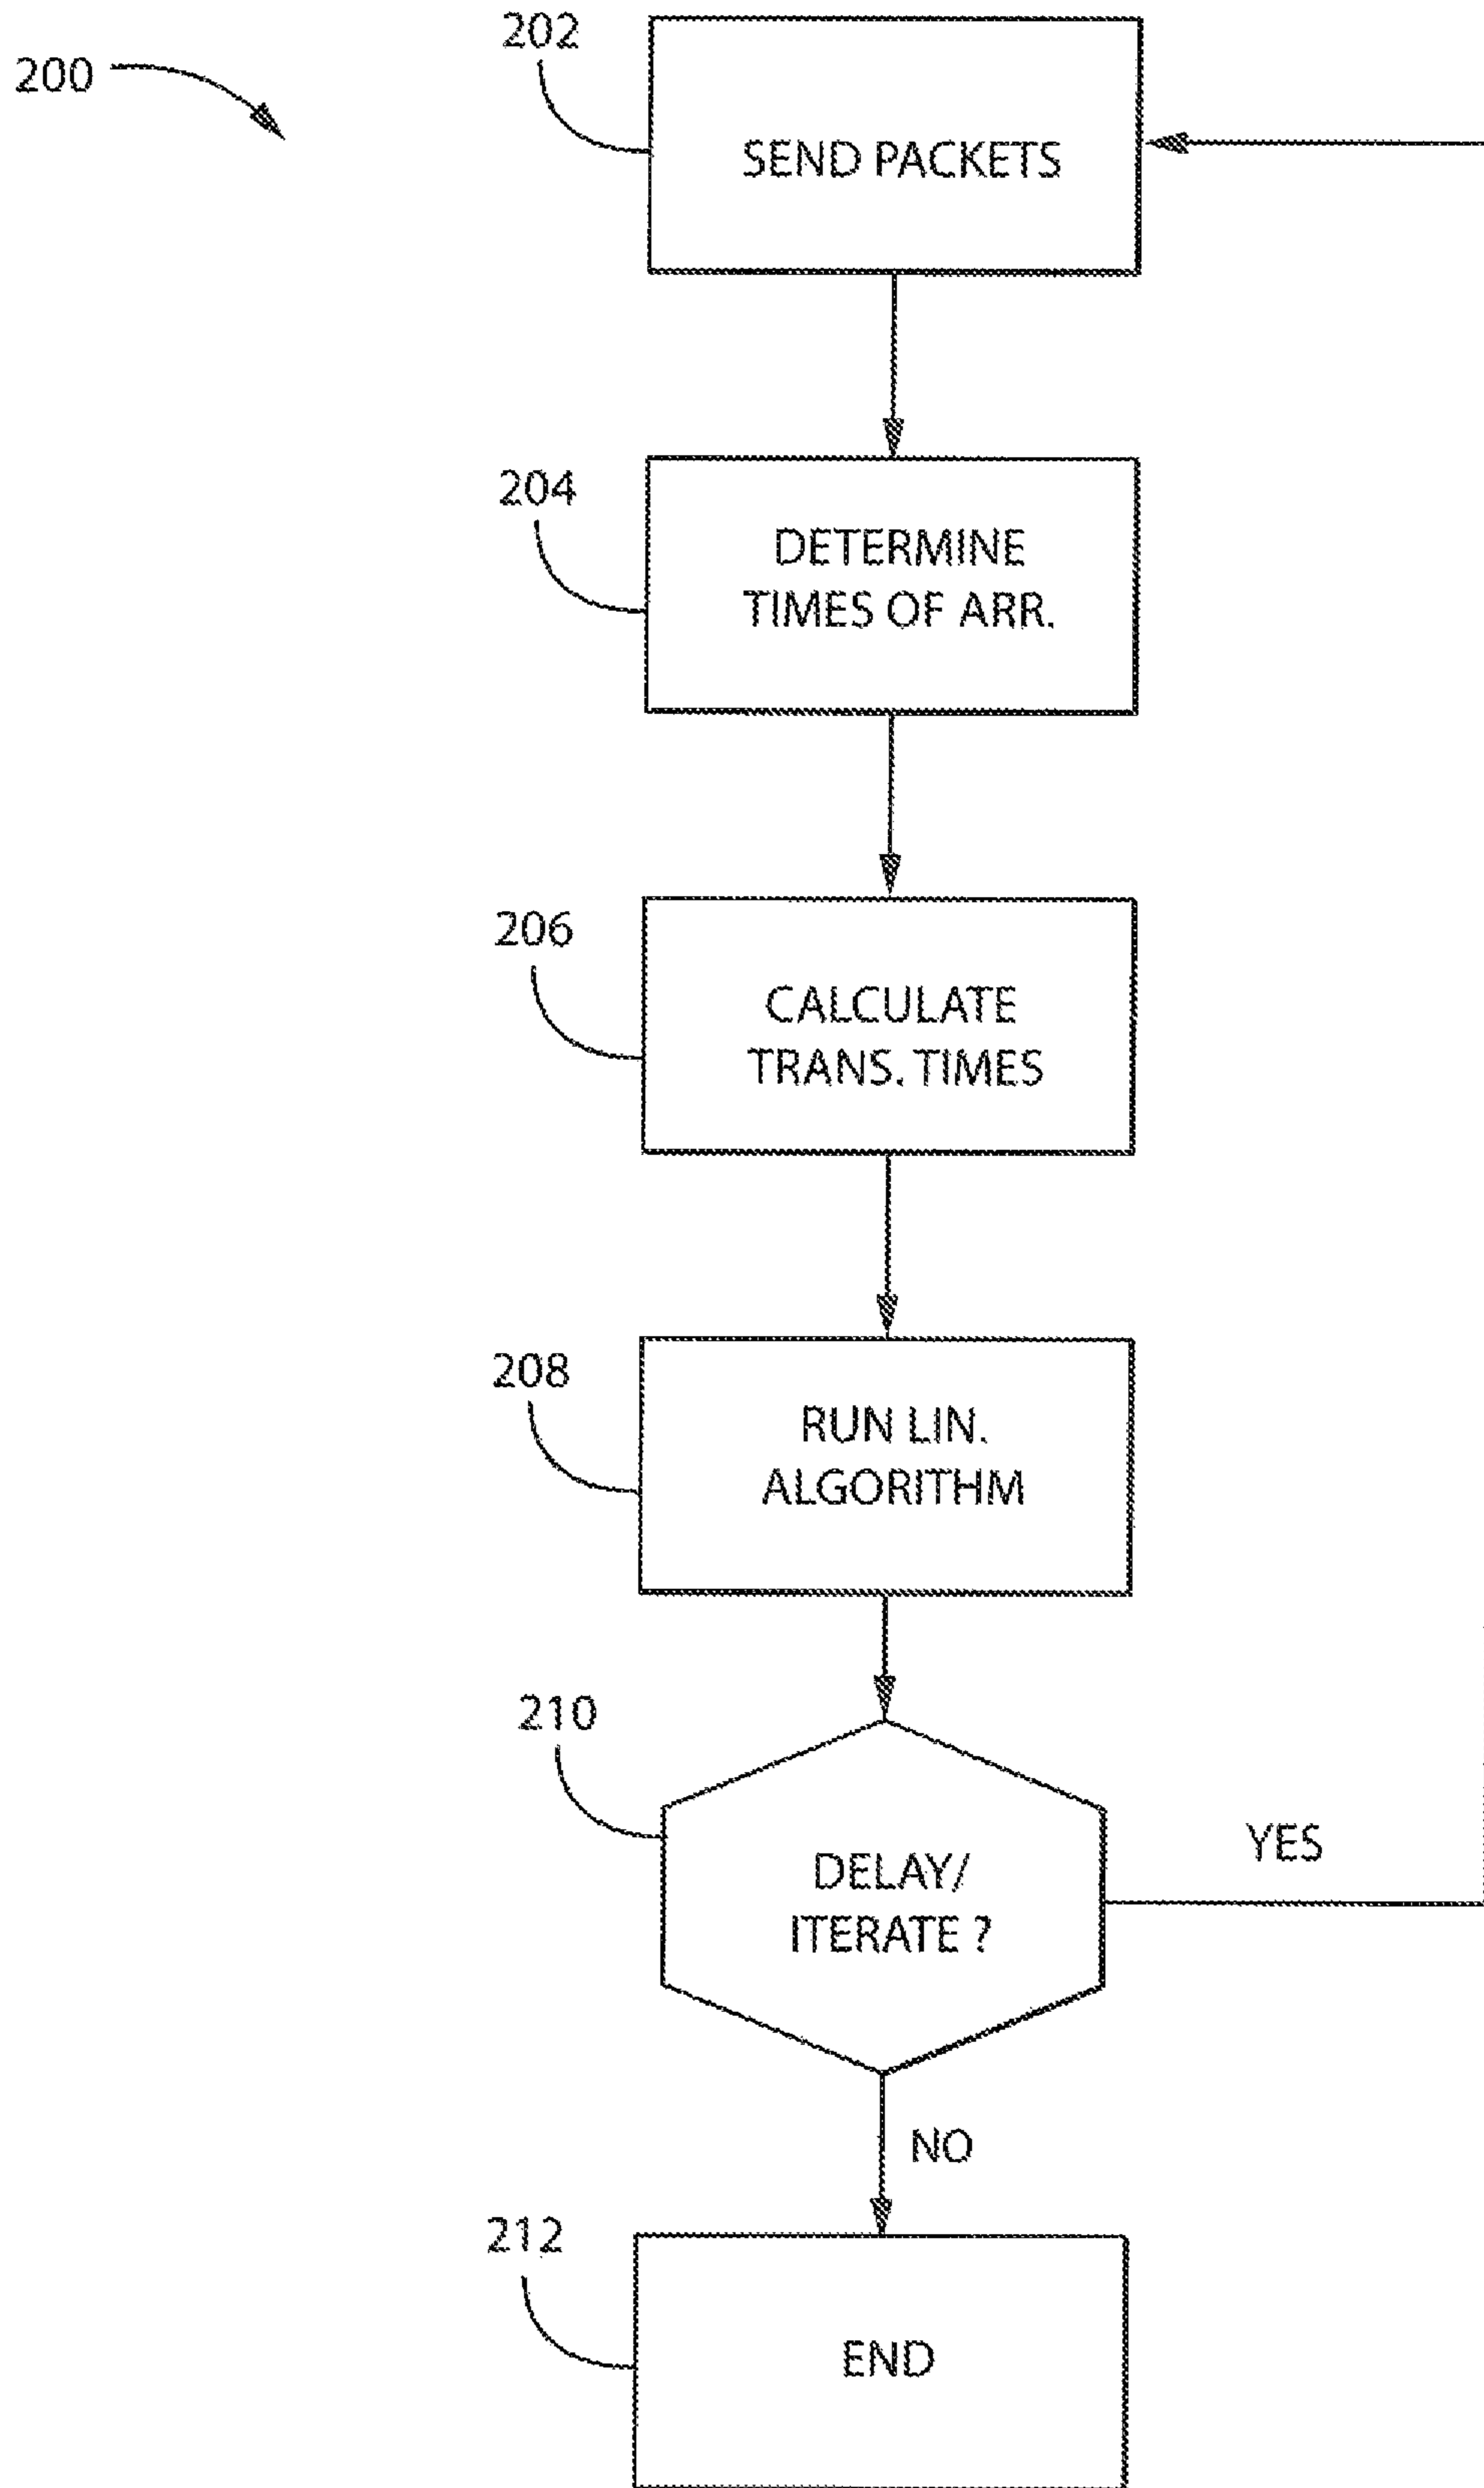 202
200
SEND PACKETS
204
DETERMINE
TIMES OF ARR.
206
CALCULATE
TRANS. TIMES
208
RUN LIN.
ALGORITHM
210
DELAY/
ITERATE ?
YES
NO
212
END